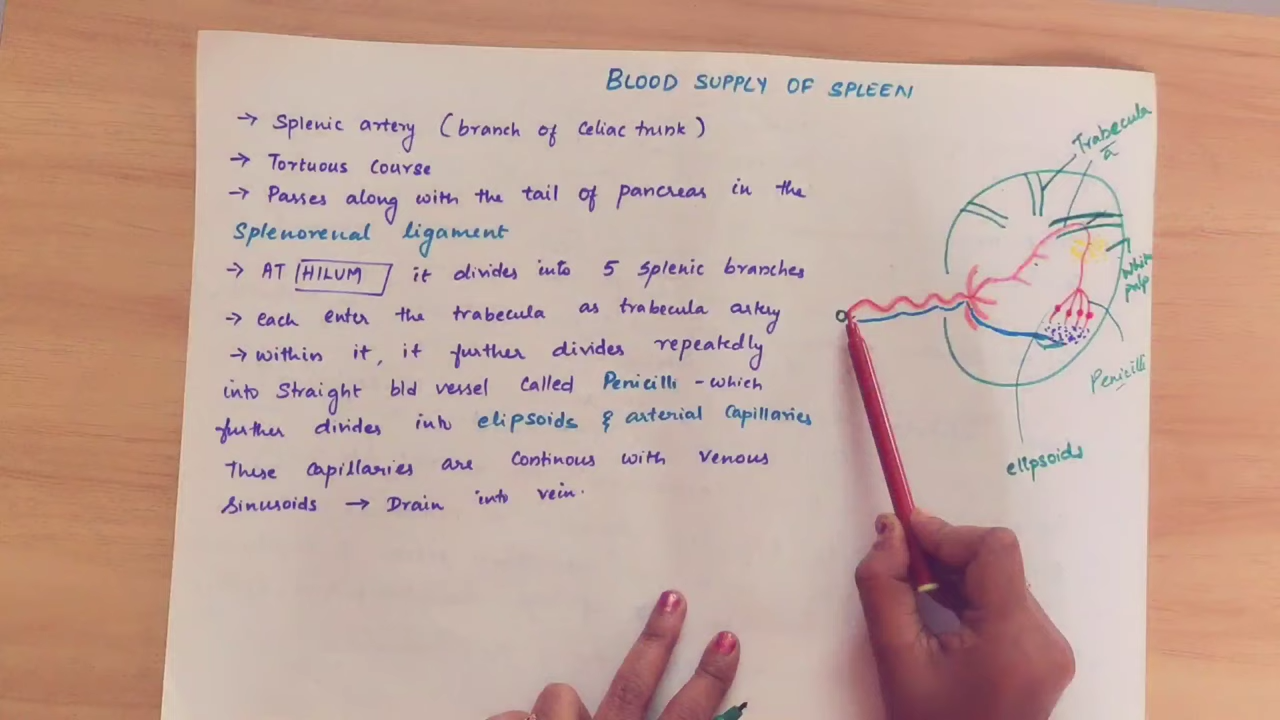 BLOOD SUPPLY OF SPLEEN
→ Splenic artery (branch of Celiac trunk)
→ Tortuous course
→ Passes along with the tail of pancreas in the
Splenorenal ligament
→ AT HILUM it divides into 5 splenic branches
→ each enter the trabecula as trabecula artery
→ within it, it further divides repeatedly
into straight bld vessel called Penicilli - which
further divides into elipsoids & arterial capillaries
These capillaries are continous with venous
sinusoids → Drain into vein.
Trabecula
a
White
pulp
Penicilli
ellpsoids